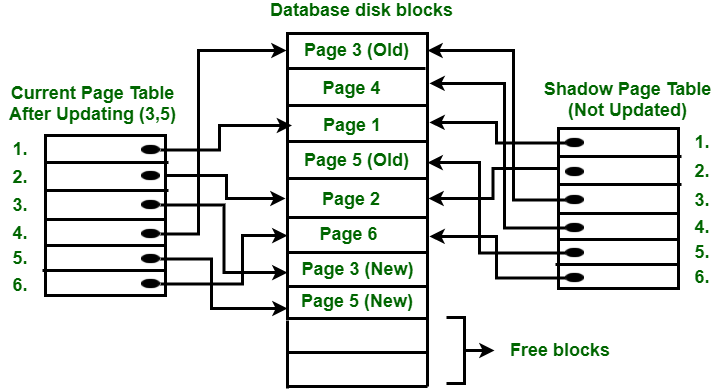 Database disk blocks
Current Page Table
After Updating (3,5)
1.
2.
3.
4.
5.
6.
Page 3 (Old)
Page 4
Page 1
Page 5 (Old)
Page 2
Page 6
Page 3 (New)
Page 5 (New)
Shadow Page Table
(Not Updated)
1.
2.
3.
4.
5.
6.
Free blocks